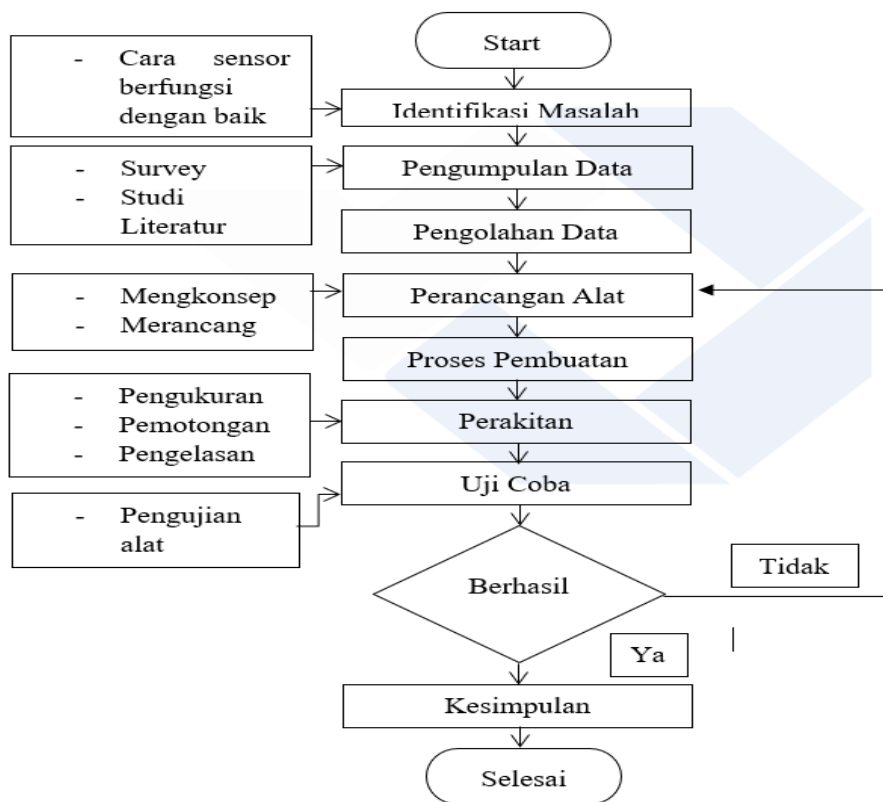 Start
- Cara sensor
berfungsi
dengan baik
Identifikasi Masalah
- Survey
- Studi
Literatur
Pengumpulan Data
Pengolahan Data
- Mengkonsep
- Merancang
Perancangan Alat
Proses Pembuatan
- Pengukuran
- Pemotongan
- Pengelasan
Perakitan
Uji Coba
- Pengujian
alat
Berhasil
Tidak
Ya
Kesimpulan
Selesai